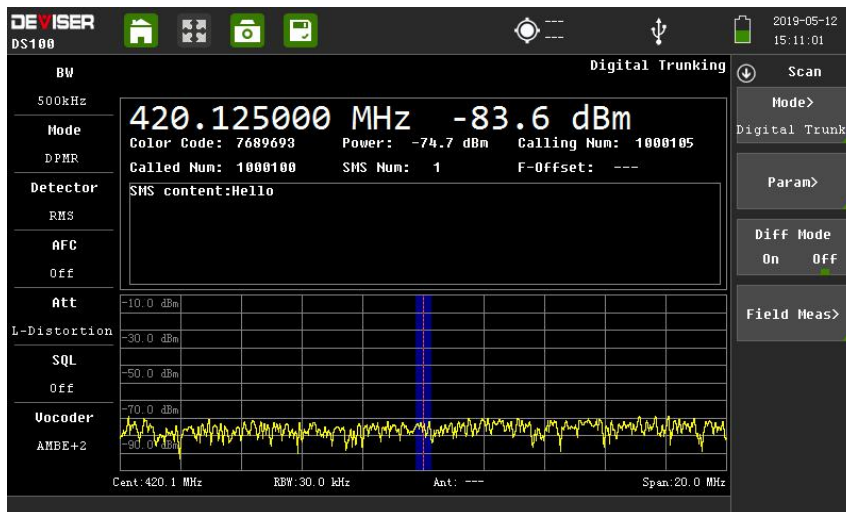 DEVISER
DS100
2019-05-12
15:11:01
BW
500kHz
Mode
DPMR
Detector
RMS
AFC
Off
Att
L-Distortion
SQL
Off
Vocoder
AMBE+2
Digital Trunking
420.125000 MHz -83.6 dBm
Color Code: 7689693 Power: -74.7 dBm Calling Num: 1000105
Called Num: 1000100 SMS Num: 1 F-Offset: ---
SMS content:Hello
-10.0 dBm
-30.0 dBm
-50.0 dBm
-70.0 dBm
-90.0 dBm
Cent:420.1 MHz RBW:30.0 kHz Ant: --- Span:20.0 MHz
Scan
Mode>
Digital Trunk
Param>
Diff Mode
On Off
Field Meas>